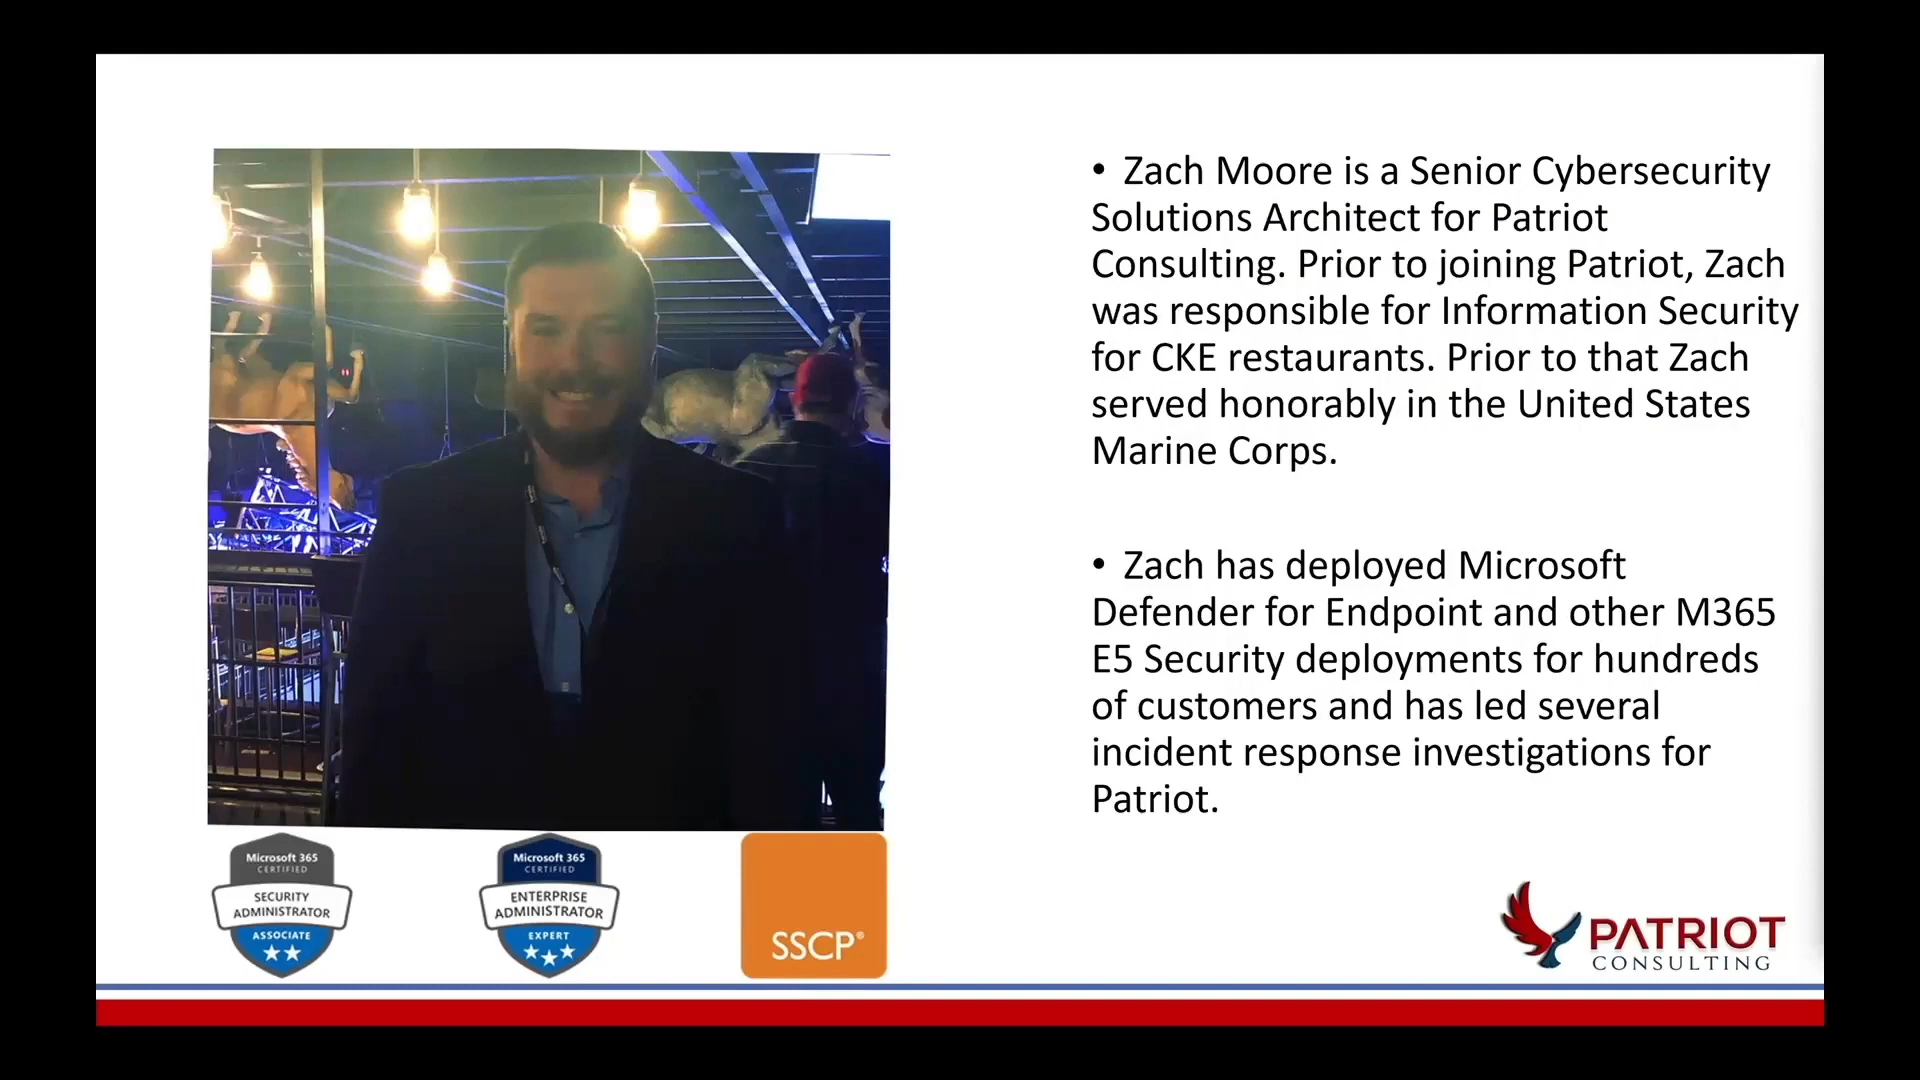 • Zach Moore is a Senior Cybersecurity
Solutions Architect for Patriot
Consulting. Prior to joining Patriot, Zach
was responsible for Information Security
for CKE restaurants. Prior to that Zach
served honorably in the United States
Marine Corps.
• Zach has deployed Microsoft
Defender for Endpoint and other M365
E5 Security deployments for hundreds
of customers and has led several
incident response investigations for
Patriot.
Microsoft 365
CERTIFIED
SECURITY
ADMINISTRATOR
ASSOCIATE
Microsoft 365
CERTIFIED
ENTERPRISE
ADMINISTRATOR
EXPERT
SSCP®
PATRIOT
CONSULTING